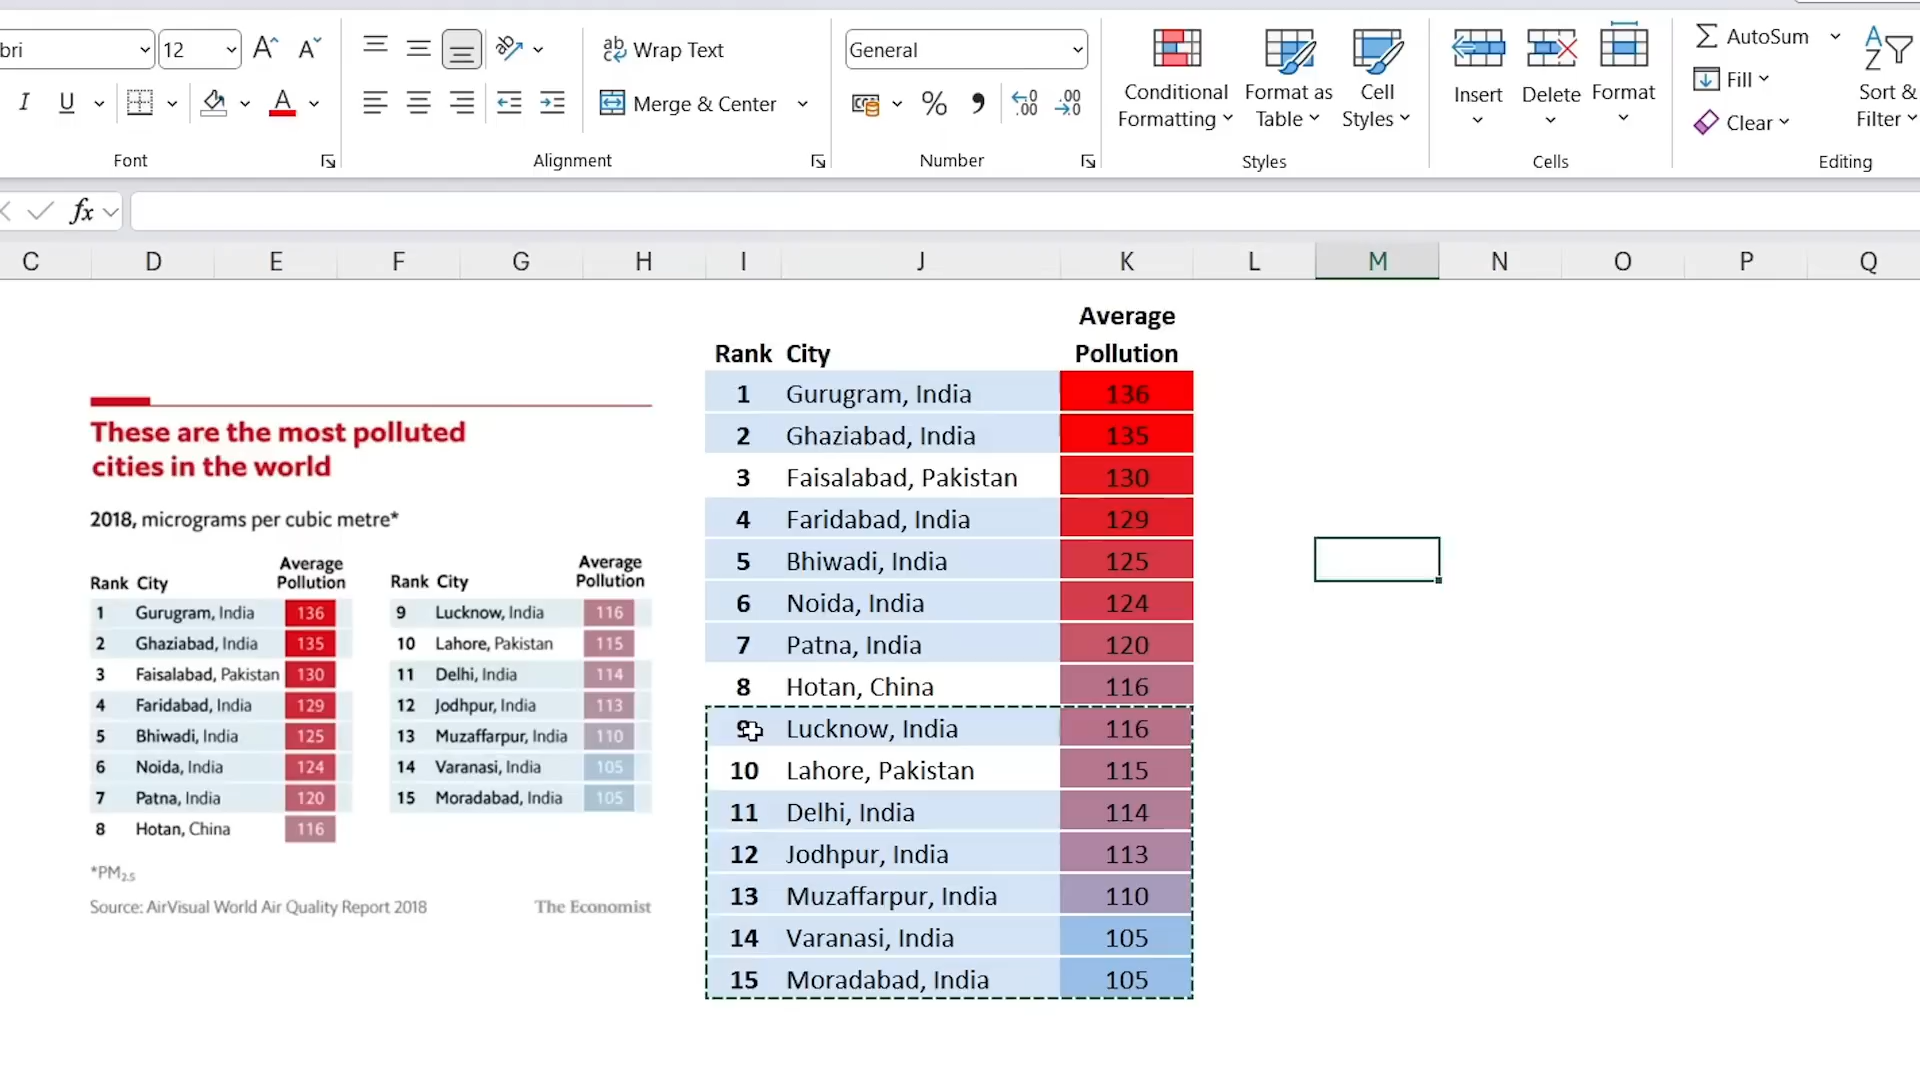 bri
12
A A
ab Wrap Text
General
I U A
Merge & Center
% , .00 .00
Conditional Formatting
Format as Table
Cell Styles
Insert
Delete
Format
AutoSum
Fill
Clear
Sort & Filter
Font
Alignment
Number
Styles
Cells
Editing
fx
C D E F G H I J K L M N O P Q
These are the most polluted
cities in the world
2018, micrograms per cubic metre*
Rank City Average Pollution
1 Gurugram, India 136
2 Ghaziabad, India 135
3 Faisalabad, Pakistan 130
4 Faridabad, India 129
5 Bhiwadi, India 125
6 Noida, India 124
7 Patna, India 120
8 Hotan, China 116
Rank City Average Pollution
9 Lucknow, India 116
10 Lahore, Pakistan 115
11 Delhi, India 114
12 Jodhpur, India 113
13 Muzaffarpur, India 110
14 Varanasi, India 105
15 Moradabad, India 105
*PM2.5
Source: AirVisual World Air Quality Report 2018
The Economist
Average
Rank City Pollution
1 Gurugram, India 136
2 Ghaziabad, India 135
3 Faisalabad, Pakistan 130
4 Faridabad, India 129
5 Bhiwadi, India 125
6 Noida, India 124
7 Patna, India 120
8 Hotan, China 116
9 Lucknow, India 116
10 Lahore, Pakistan 115
11 Delhi, India 114
12 Jodhpur, India 113
13 Muzaffarpur, India 110
14 Varanasi, India 105
15 Moradabad, India 105